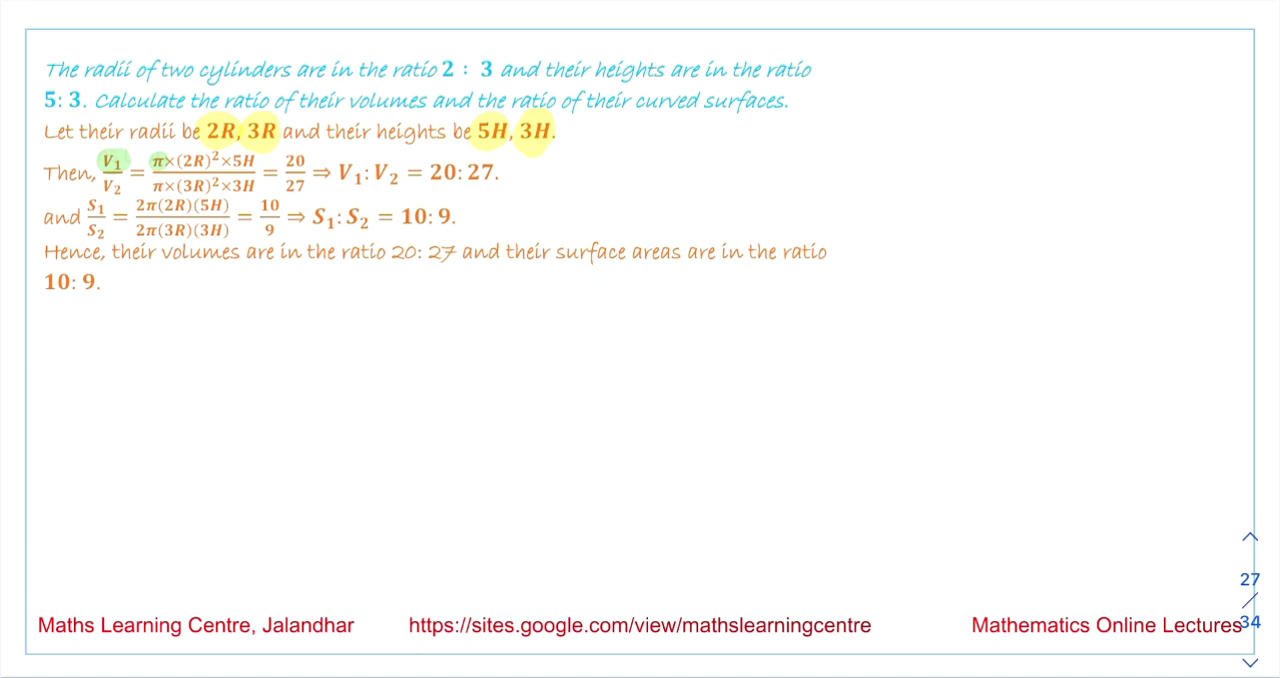 The radii of two cylinders are in the ratio 2 : 3 and their heights are in the ratio
5: 3. Calculate the ratio of their volumes and the ratio of their curved surfaces.
Let their radii be 2R, 3R and their heights be 5H, 3H.
Then, V₁/V₂ = π×(2R)²×5H / π×(3R)²×3H = 20/27 ⇒ V₁: V₂ = 20: 27.
and S₁/S₂ = 2π(2R)(5H) / 2π(3R)(3H) = 10/9 ⇒ S₁: S₂ = 10: 9.
Hence, their volumes are in the ratio 20: 27 and their surface areas are in the ratio
10: 9.
27
/
34
Maths Learning Centre, Jalandhar https://sites.google.com/view/mathslearningcentre Mathematics Online Lectures